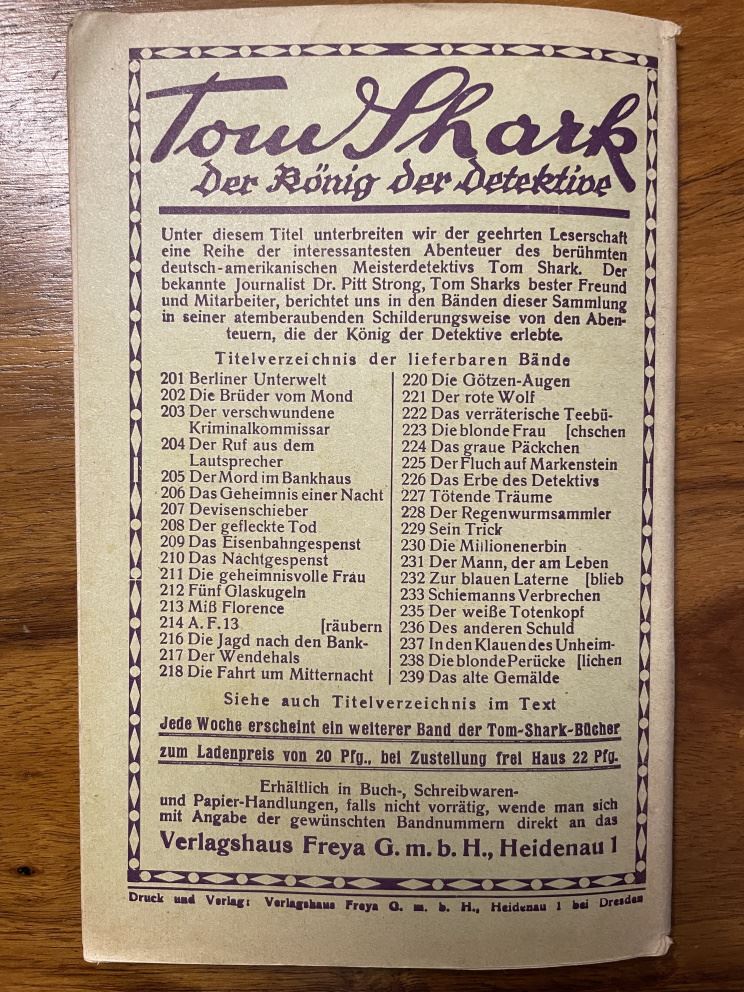 Tom Shark
der König der Detektive
Unter diesem Titel unterbreiten wir der geehrten Leserschaft
eine Reihe der interessantesten Abenteuer des berühmten
deutsch-amerikanischen Meisterdetektivs Tom Shark. Der
bekannte Journalist Dr. Pitt Strong, Tom Sharks bester Freund
und Mitarbeiter, berichtet uns in den Bänden dieser Sammlung
in seiner atemberaubenden Schilderungsweise von den Aben-
teuern, die der König der Detektive erlebte.
Titelverzeichnis der lieferbaren Bände
201 Berliner Unterwelt
202 Die Brüder vom Mond
203 Der verschwundene
Kriminalkommissar
204 Der Ruf aus dem
Lautsprecher
205 Der Mord im Bankhaus
206 Das Geheimnis einer Nacht
207 Devisenschieber
208 Der gefleckte Tod
209 Das Eisenbahngespenst
210 Das Nachtgespenst
211 Die geheimnisvolle Frau
212 Fünf Glaskugeln
213 Miß Florence
214 A. F. 13 [räubern
216 Die Jagd nach den Bank-
217 Der Wendehals
218 Die Fahrt um Mitternacht
220 Die Götzen-Augen
221 Der rote Wolf
222 Das verräterische Teebü-
223 Die blonde Frau [chschen
224 Das graue Päckchen
225 Der Fluch auf Markenstein
226 Das Erbe des Detektivs
227 Tötende Träume
228 Der Regenwurmsammler
229 Sein Trick
230 Die Millionenerbin
231 Der Mann, der am Leben
232 Zur blauen Laterne [blieb
233 Schiemanns Verbrechen
235 Der weiße Totenkopf
236 Des anderen Schuld
237 In den Klauen des Unheim-
238 Die blonde Perücke [lichen
239 Das alte Gemälde
Siehe auch Titelverzeichnis im Text
Jede Woche erscheint ein weiterer Band der Tom-Shark-Bücher
zum Ladenpreis von 20 Pfg., bei Zustellung frei Haus 22 Pfg.
Erhältlich in Buch-, Schreibwaren-
und Papier-Handlungen, falls nicht vorrätig, wende man sich
mit Angabe der gewünschten Bandnummern direkt an das
Verlagshaus Freya G. m. b. H., Heidenau 1
Druck und Verlag: Verlagshaus Freya G. m. b. H., Heidenau 1 bei Dresden